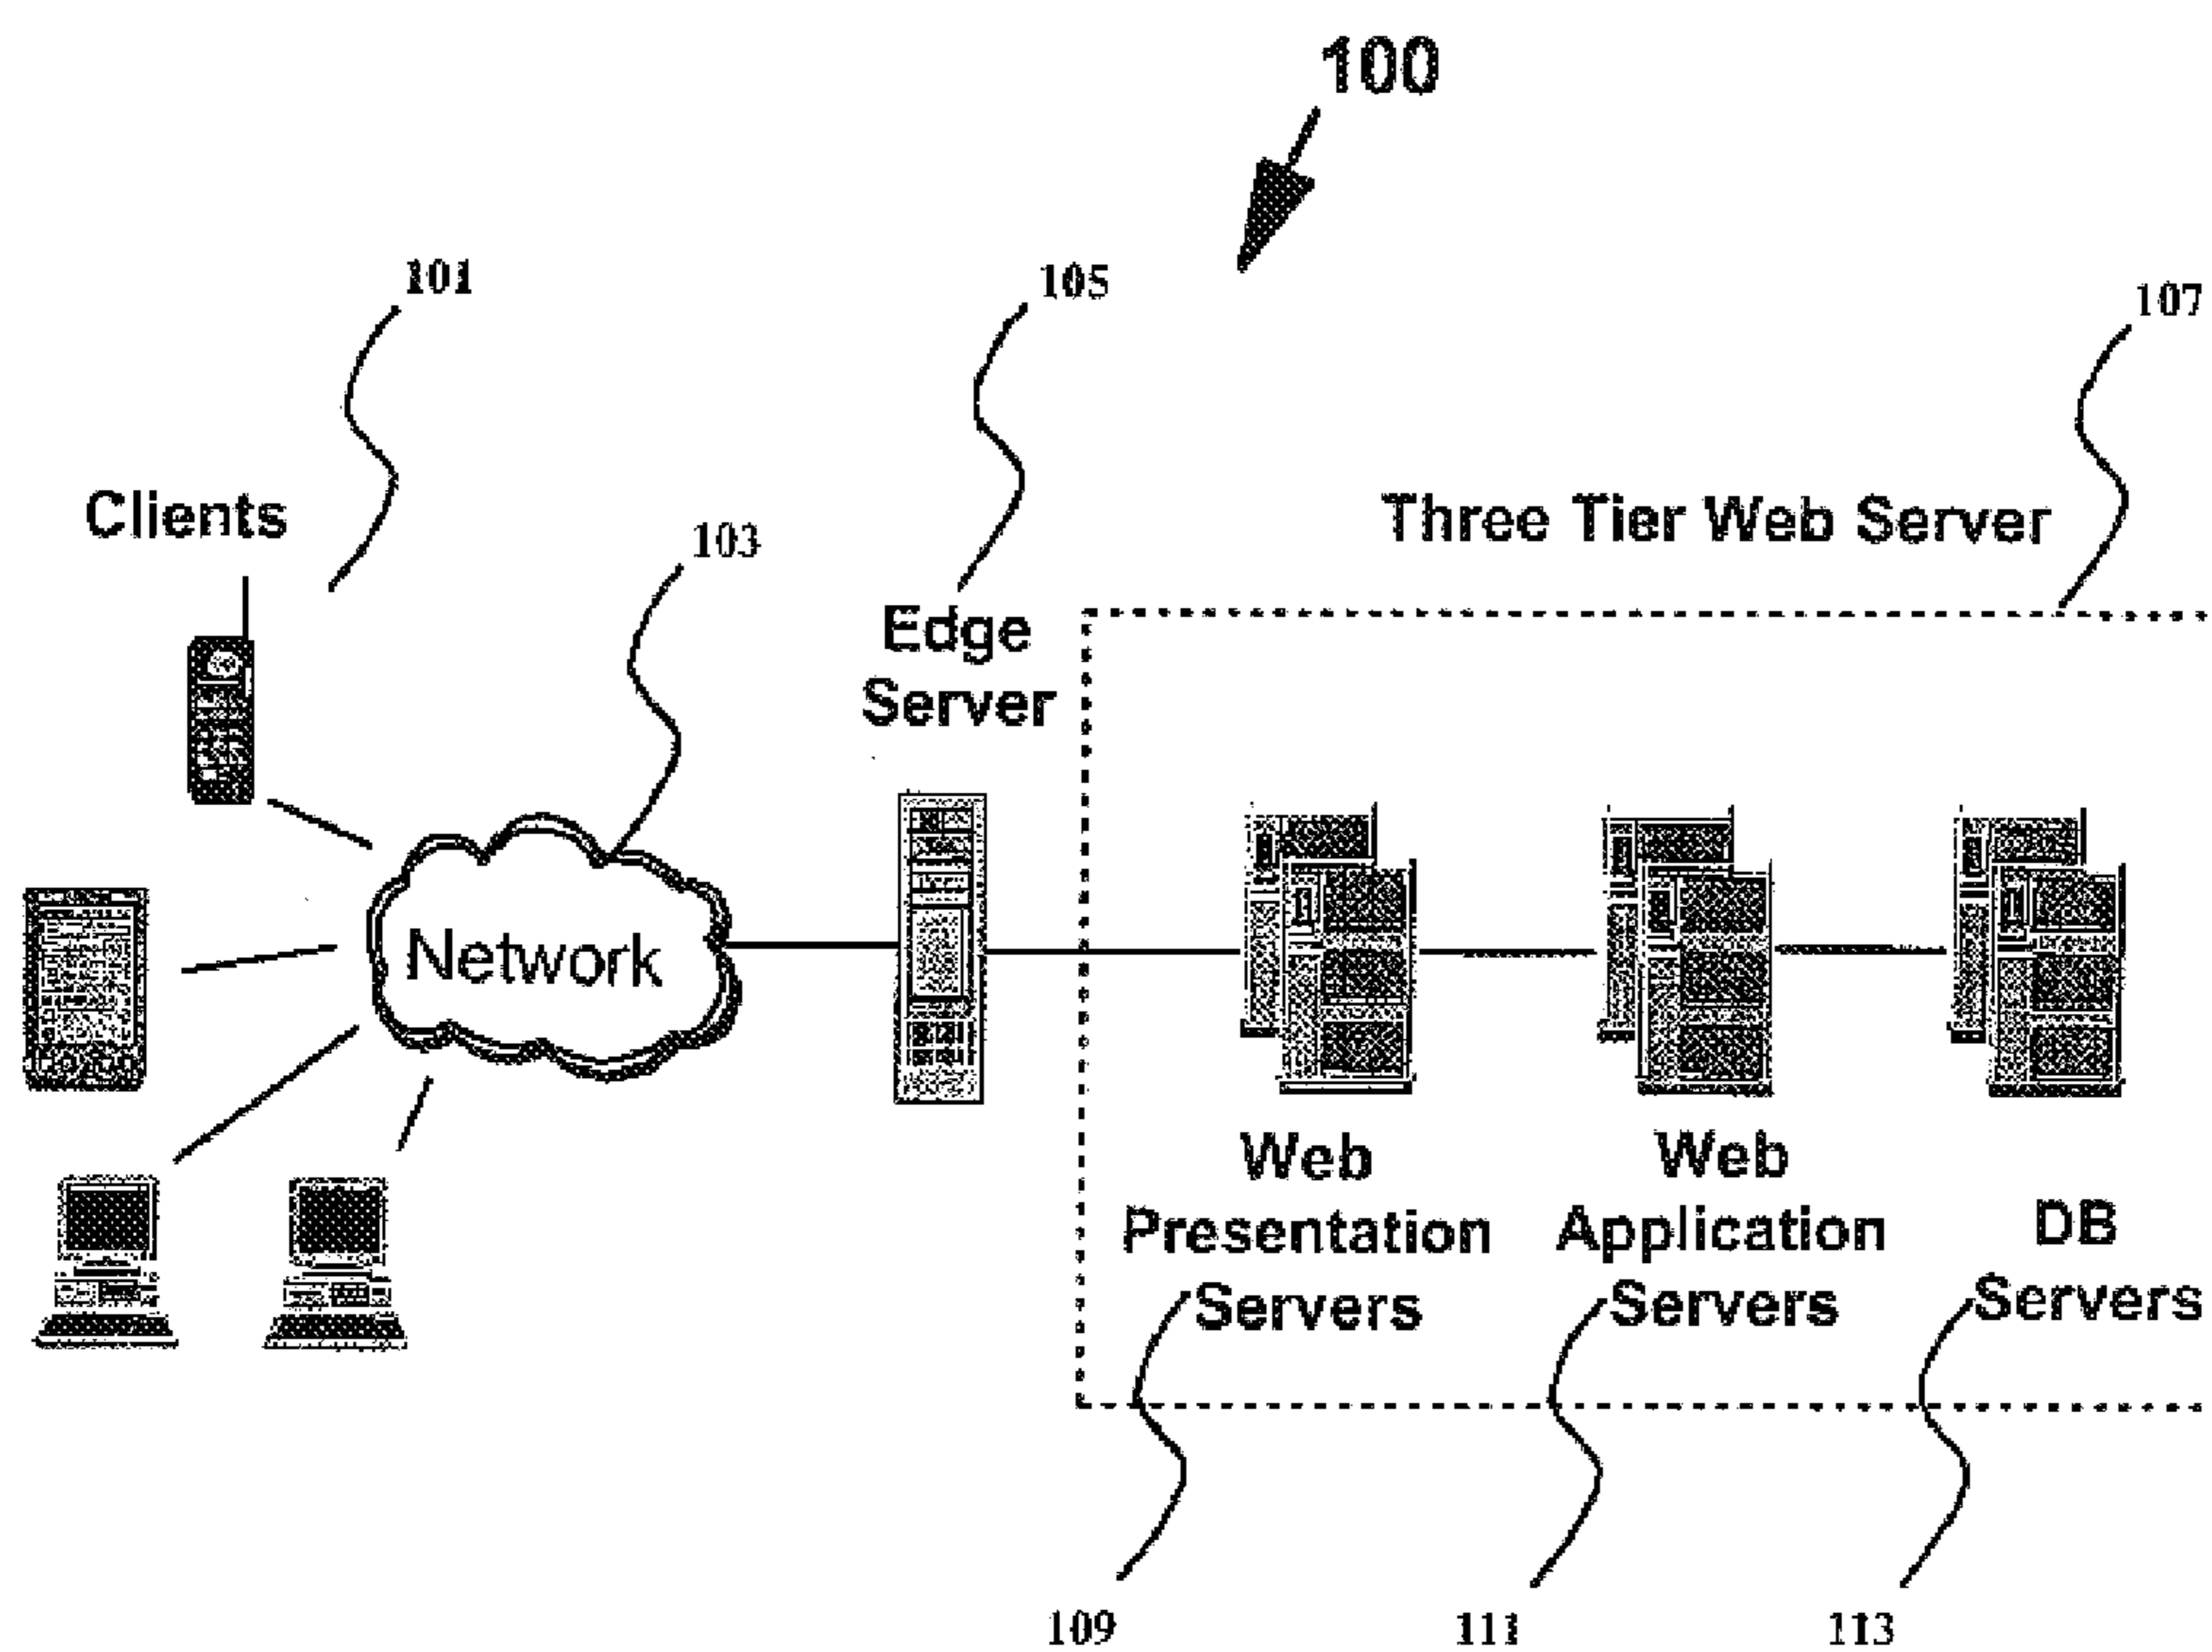 100
101
105
107
Clients
103
Three Tier Web Server
Edge
Server
Network
Web
Presentation
Servers
Web
Application
Servers
DB
Servers
109
111
113